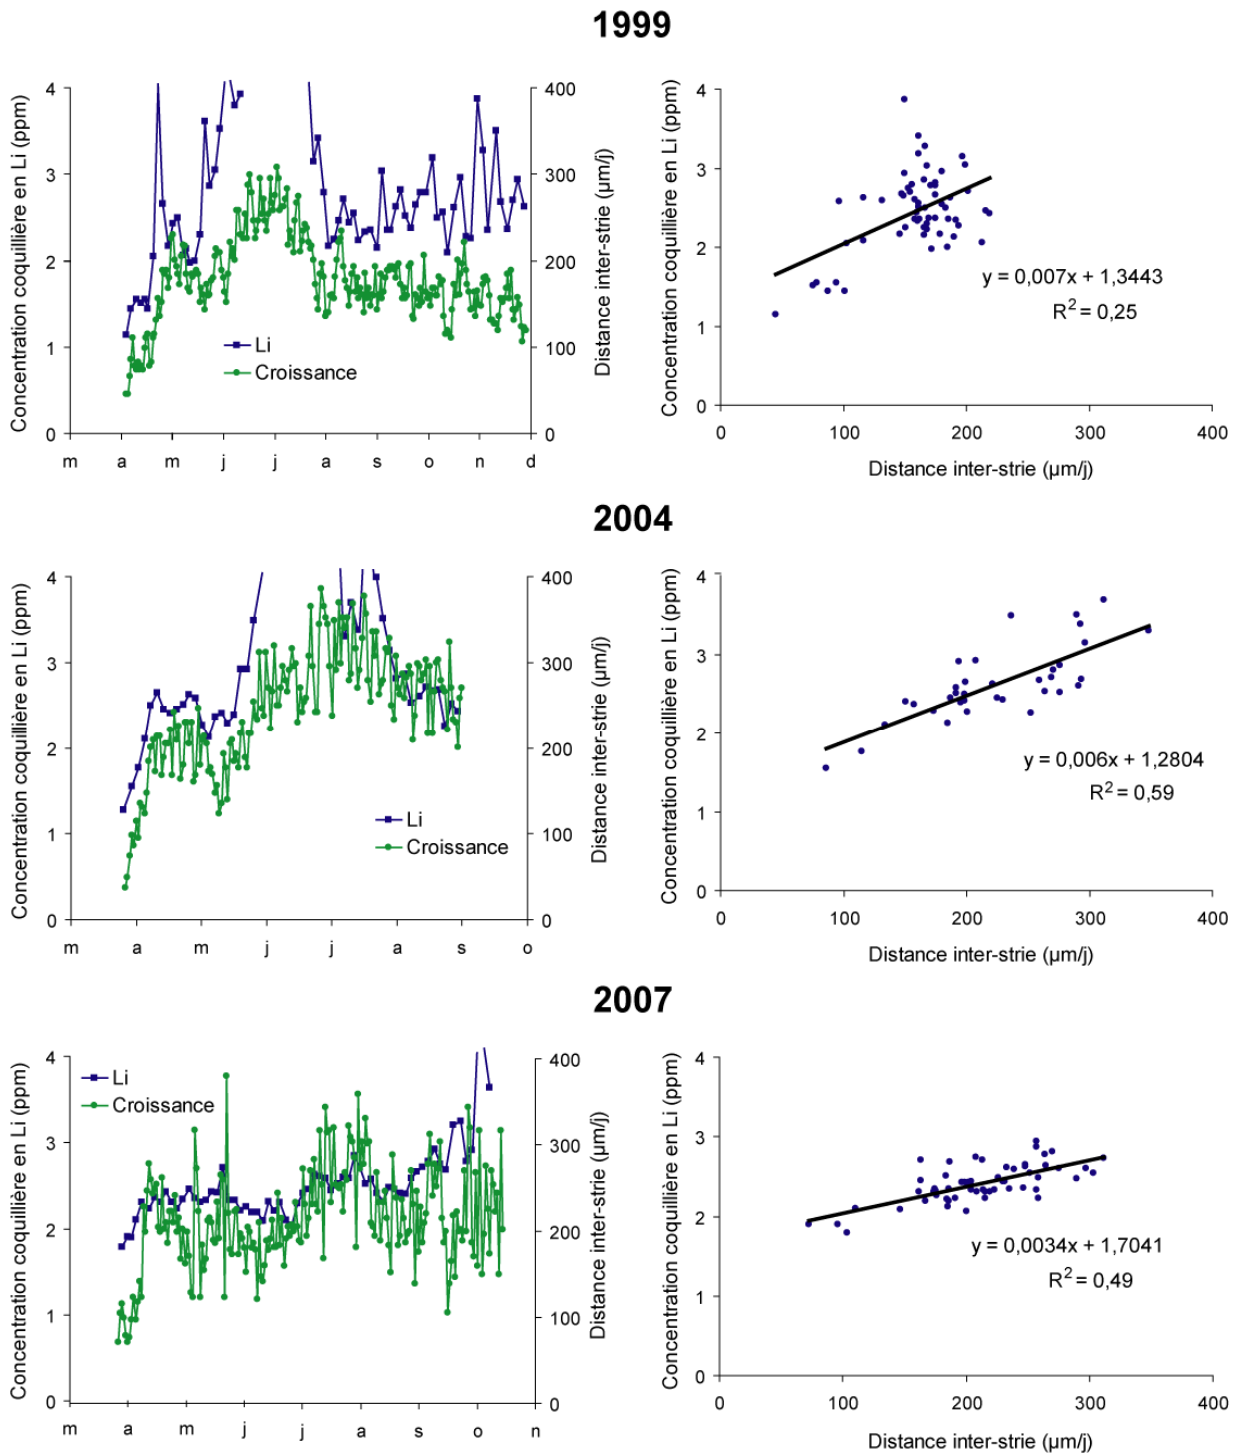 1999
Concentration coquillière en Li (ppm)
4
3
2
1
0
400
300
200
100
0
Distance inter-strie (µm/j)
Li
Croissance
m a m j j a s o n d
Concentration coquillière en Li (ppm)
4
3
2
1
0
y = 0,007x + 1,3443
R2 = 0,25
0 100 200 300 400
Distance inter-strie (µm/j)
2004
Concentration coquillière en Li (ppm)
4
3
2
1
0
400
300
200
100
0
Distance inter-strie (µm/j)
Li
Croissance
m a m j j a s o
Concentration coquillière en Li (ppm)
4
3
2
1
0
y = 0,006x + 1,2804
R2 = 0,59
0 100 200 300 400
Distance inter-strie (µm/j)
2007
Concentration coquillière en Li (ppm)
4
3
2
1
0
Li
Croissance
400
300
200
100
0
Distance inter-strie (µm/j)
m a m j j a s o n
Concentration coquillière en Li (ppm)
4
3
2
1
0
y = 0,0034x + 1,7041
R2 = 0,49
0 100 200 300 400
Distance inter-strie (µm/j)